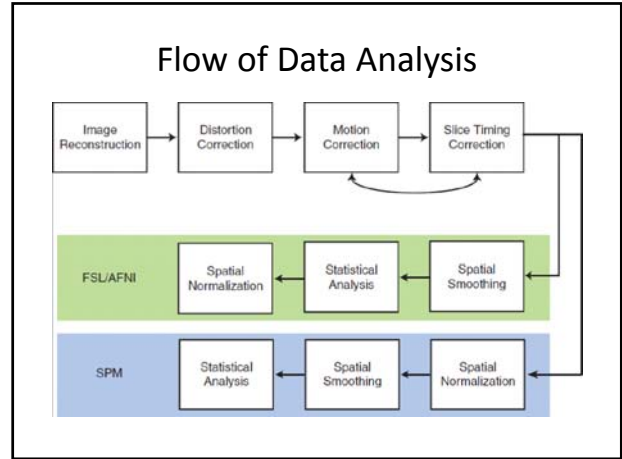 Flow of Data Analysis
Image
Reconstruction
Distortion
Correction
Motion
Correction
Slice Timing
Correction
FSL/AFNI
Spatial
Normalization
Statistical
Analysis
Spatial
Smoothing
SPM
Statistical
Analysis
Spatial
Smoothing
Spatial
Normalization